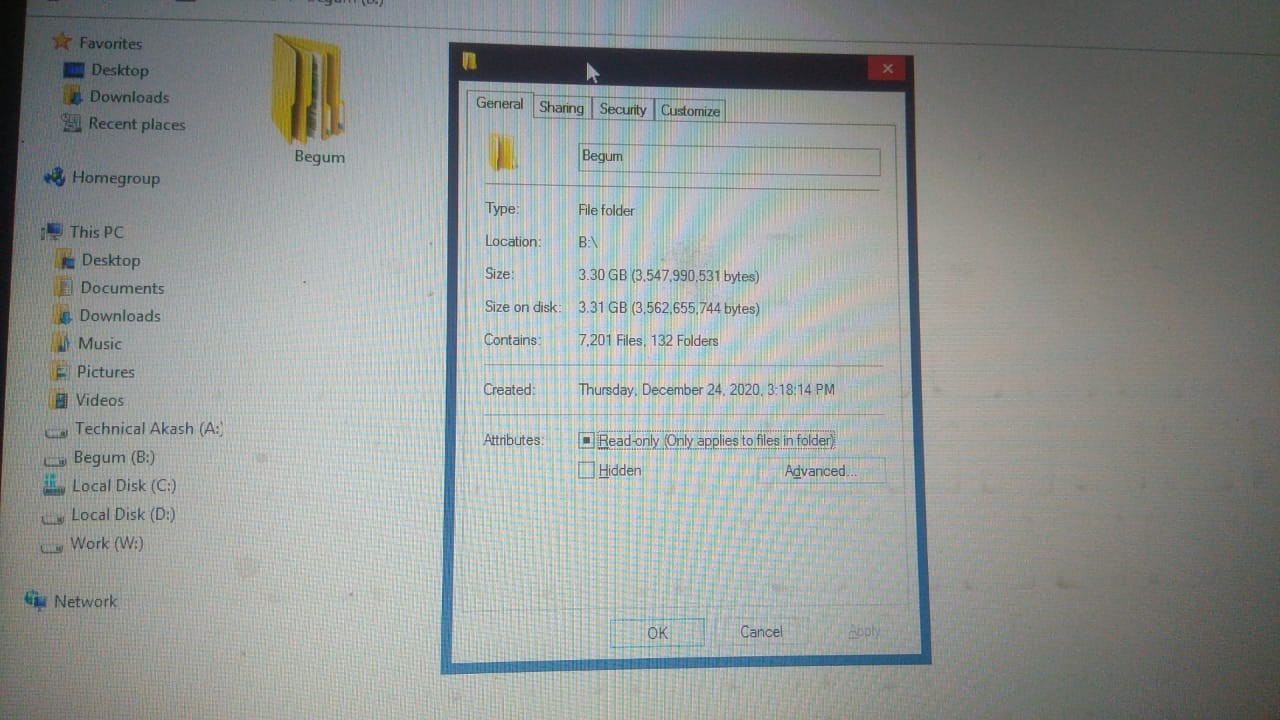 Begum (B:)
Favorites
Desktop
Downloads
Recent places
Homegroup
This PC
Desktop
Documents
Downloads
Music
Pictures
Videos
Technical Akash (A:)
Begum (B:)
Local Disk (C:)
Local Disk (D:)
Work (W:)
Network
Begum
General Sharing Security Customize
Begum
Type: File folder
Location: B:\
Size: 3.30 GB (3,547,990,531 bytes)
Size on disk: 3.31 GB (3,562,655,744 bytes)
Contains: 7,201 Files, 132 Folders
Created: Thursday, December 24, 2020, 3:18:14 PM
Attributes: Read-only (Only applies to files in folder)
Hidden Advanced...
OK Cancel Apply